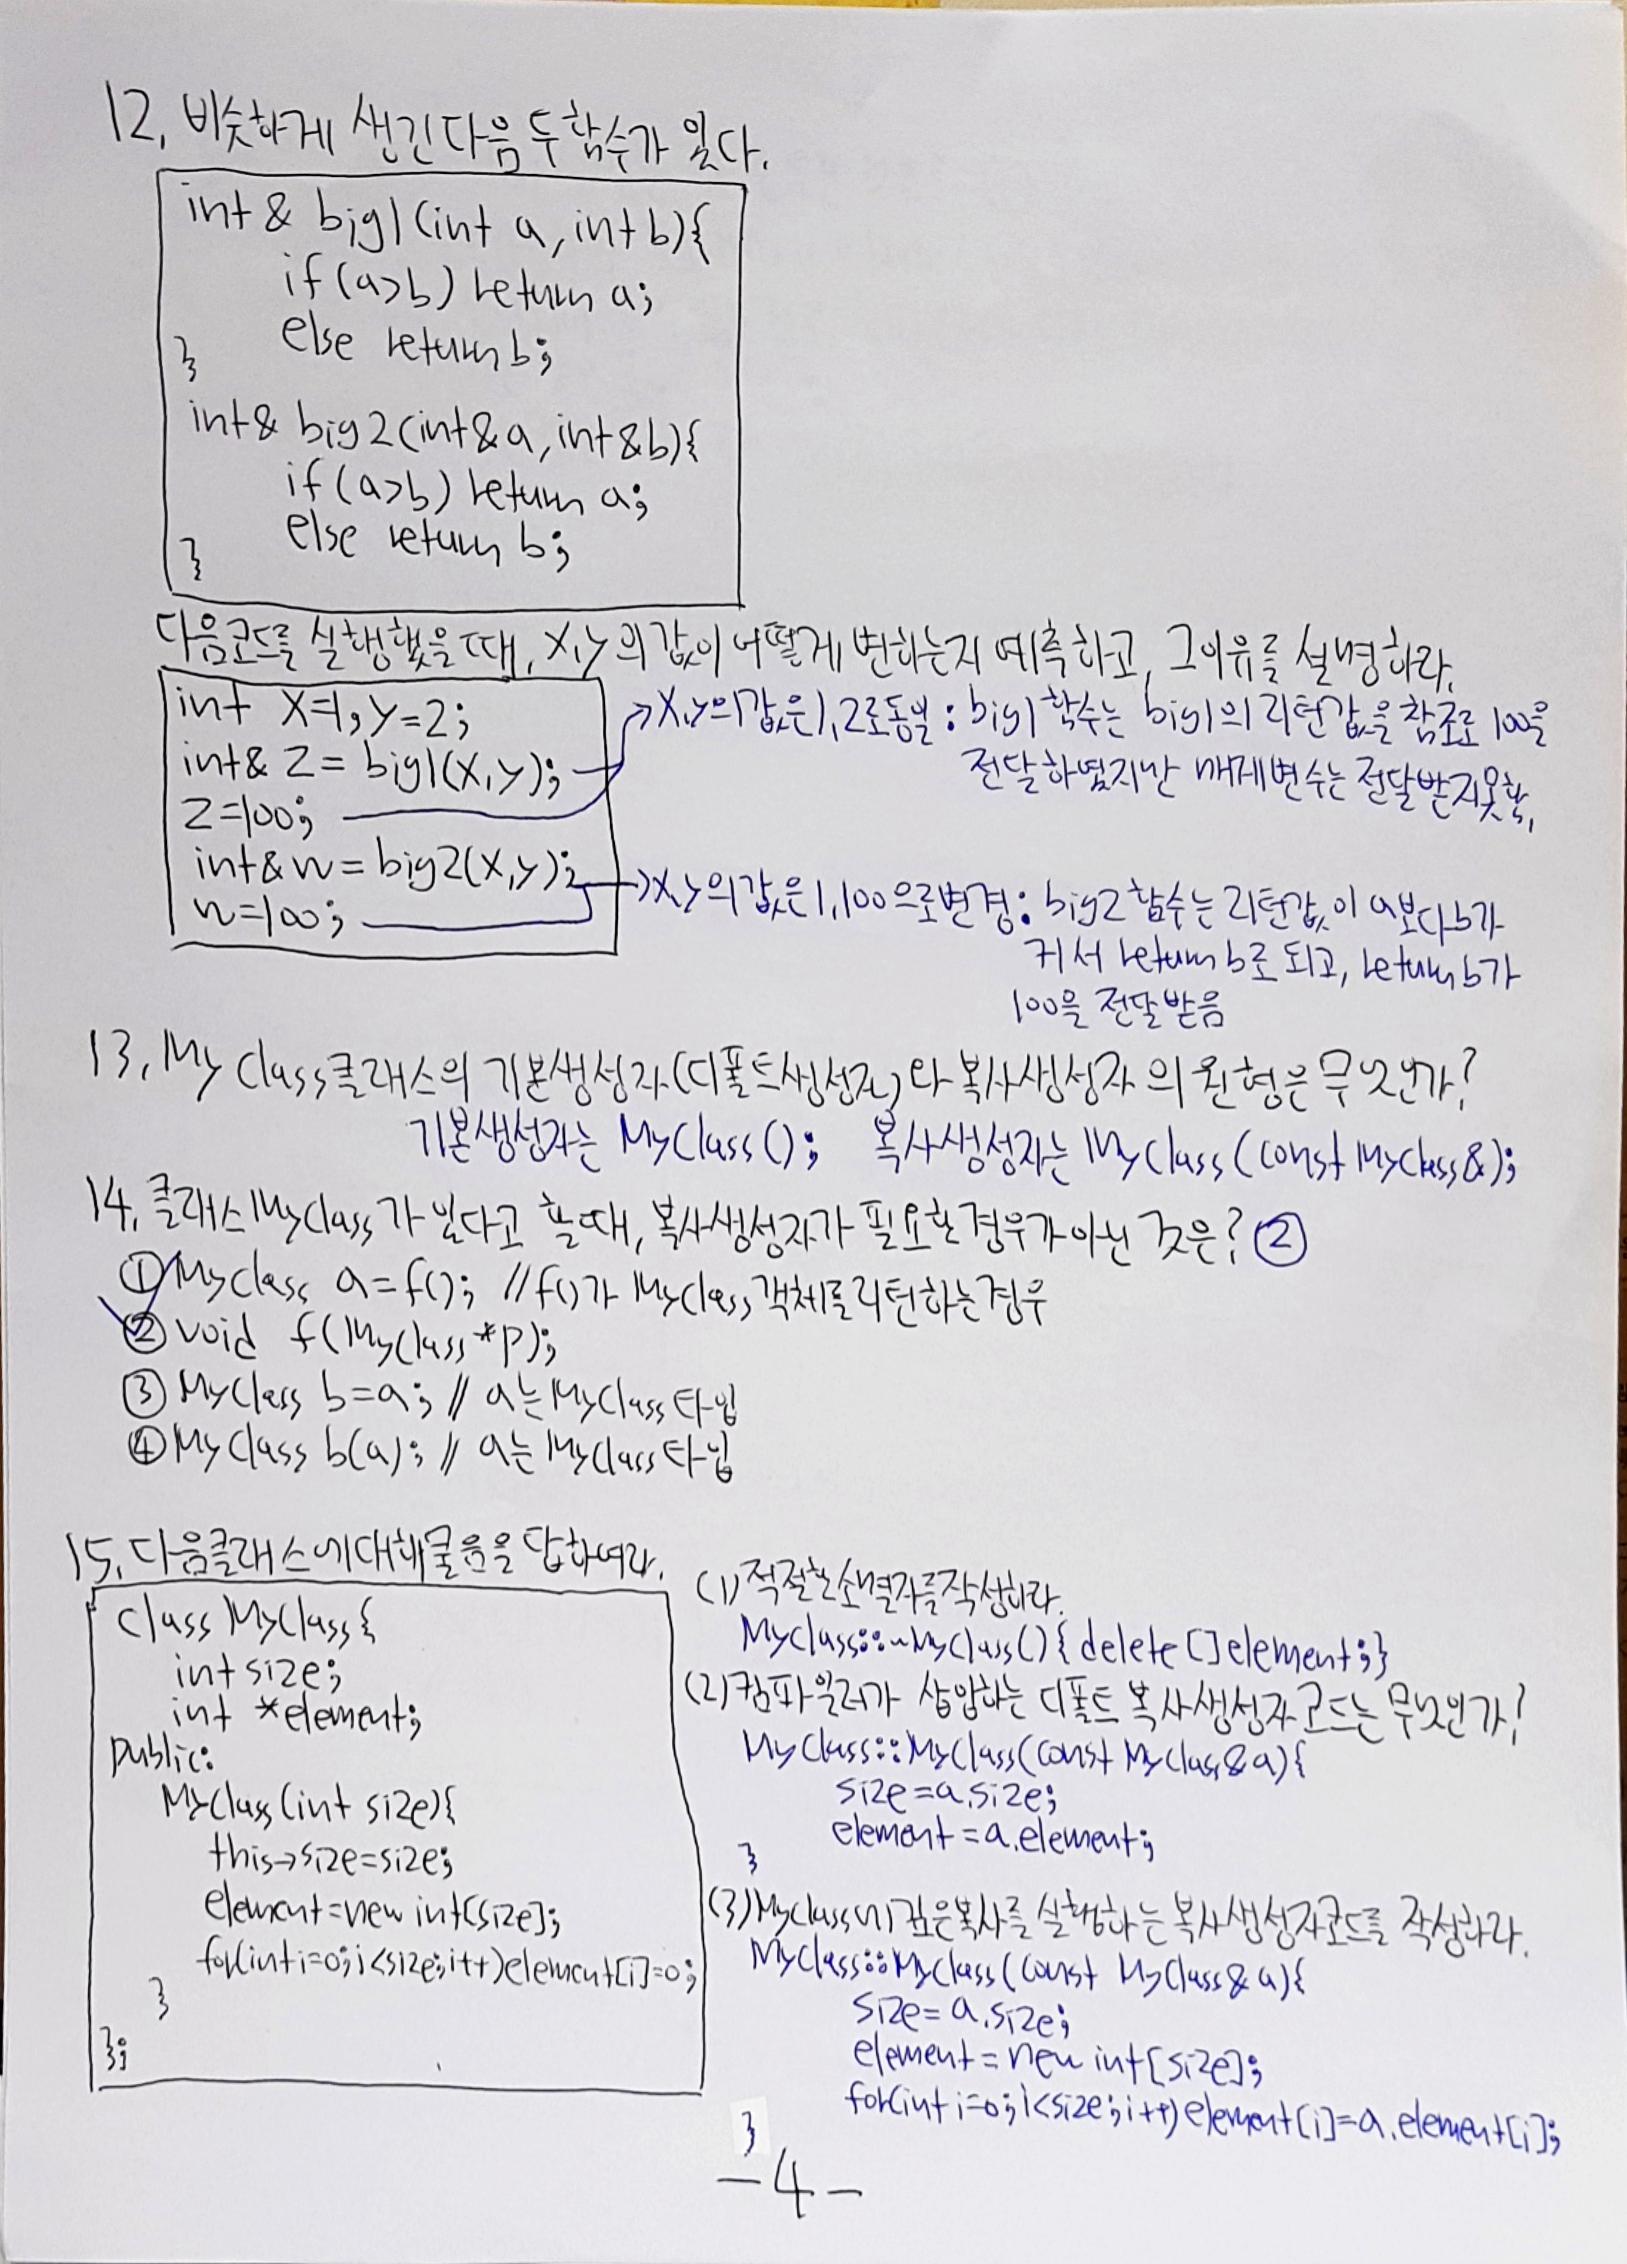 12. 비슷하게 생긴 다음 두 함수가 있다.
int& big1(int a, int b){
if(a>b) return a;
else return b;
}
int& big2(int&a, int&b){
if(a>b) return a;
else return b;
}
다음코드를 실행했을 때, x,y의 값이 어떻게 변하는지 예측하고, 그이유를 설명하라.
int x=1, y=2;
int& z = big1(x,y);
z=100;
int& w = big2(x,y);
w=100;
→x,y의 값은 1,2로 동일: big1 함수는 big1의 리턴값을 참조로 100을
전달하였지만 매개변수는 전달받지못함.
→x,y의 값은 1,100으로 변경: big2 함수는 리턴값이 a보다 b가
커서 return b로 되고, return b가
100을 전달 받음
13. MyClass클래스의 기본생성자(디폴트생성자)와 복사생성자의 원형은 무엇인가?
기본생성자는 MyClass(); 복사생성자는 MyClass(const MyClass&);
14. 클래스 MyClass가 있다고 할 때, 복사생성자가 필요한 경우가 아닌 것은? ②
① MyClass a=f(); //f()가 MyClass 객체를 리턴하는 경우
② void f(MyClass *p);
③ MyClass b=a; // a는 MyClass 타입
④ MyClass b(a); // a는 MyClass 타입
15. 다음클래스에대해 물음을 답하여라.
class MyClass{
int size;
int *element;
public:
MyClass(int size){
this→size=size;
element=new int[size];
for(int i=0;i<size;i++)element[i]=0;
}
};
(1)적절한소멸자를작성하라.
MyClass::~MyClass(){delete[]element;}
(2)컴파일러가 삽입하는 디폴트 복사생성자 코드는 무엇인가?
MyClass::MyClass(const MyClass&a){
size=a.size;
element=a.element;
}
(3)MyClass에 깊은복사를 실행하는 복사생성자코드를 작성하라.
MyClass::MyClass(const MyClass&a){
size=a.size;
element=new int[size];
for(int i=0;i<size;i++)element[i]=a.element[i];
}
-4-